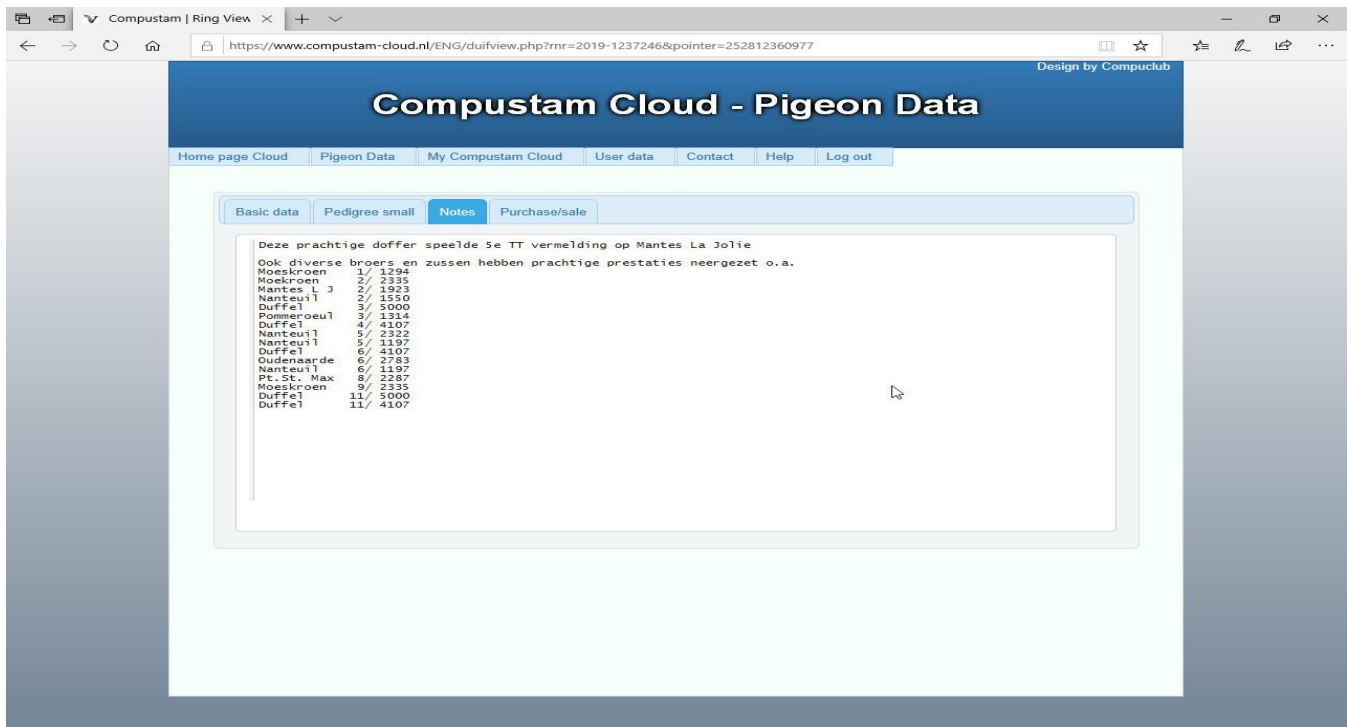 Compustam | Ring View
https://www.compustam-cloud.nl/ENG/duifview.php?rnr=2019-1237246&pointer=252812360977
Design by Compuclub
Compustam Cloud - Pigeon Data
Home page Cloud Pigeon Data My Compustam Cloud User data Contact Help Log out
Basic data Pedigree small Notes Purchase/sale
Deze prachtige doffer speelde 5e TT vermelding op Mantes La Jolie
Ook diverse broers en zussen hebben prachtige prestaties neergezet o.a.
Moeskroen 1/ 1294
Moekroen 2/ 2335
Mantes L J 2/ 1923
Nanteuil 2/ 1550
Duffel 3/ 5000
Pommeroeul 3/ 1314
Duffel 4/ 4107
Nanteuil 5/ 2322
Nanteuil 5/ 1197
Duffel 6/ 4107
Oudenaarde 6/ 2783
Nanteuil 6/ 1197
Pt.St. Max 8/ 2287
Moeskroen 9/ 2335
Duffel 11/ 5000
Duffel 11/ 4107